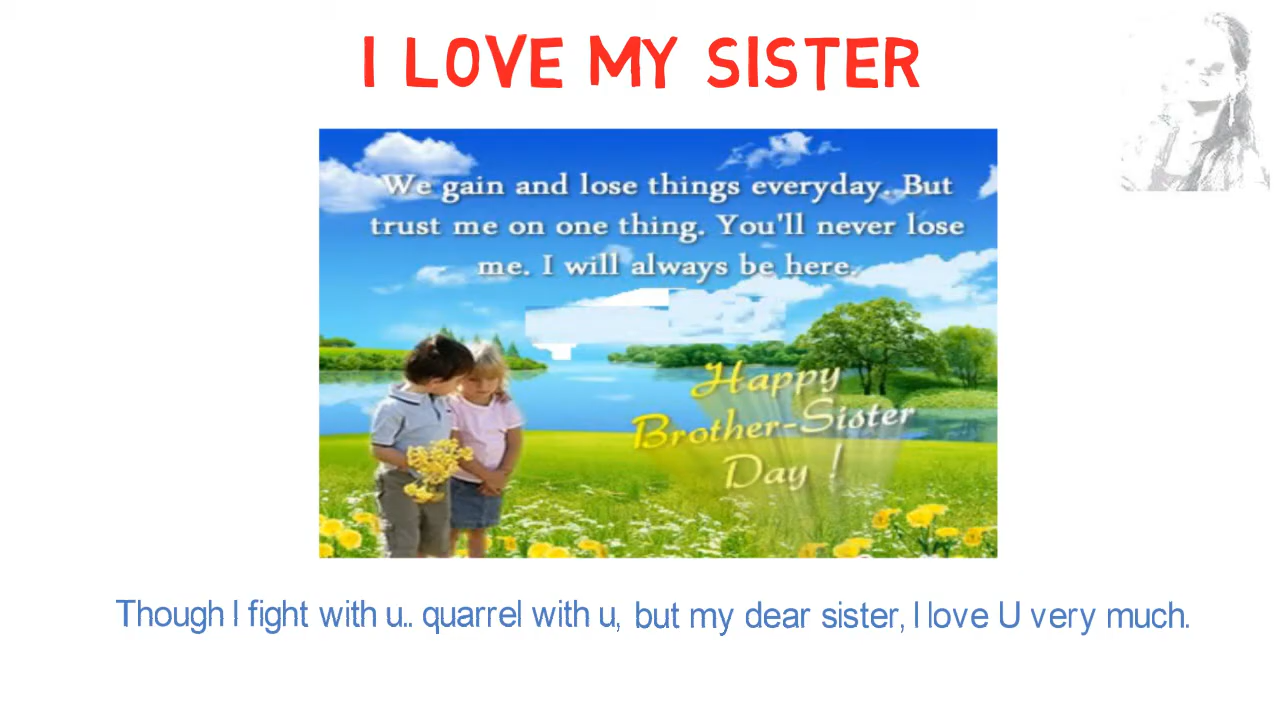 I LOVE MY SISTER
We gain and lose things everyday. But
trust me on one thing. You'll never lose
me. I will always be here.
Happy
Brother-Sister
Day !
Though I fight with u.. quarrel with u, but my dear sister, I love U very much.